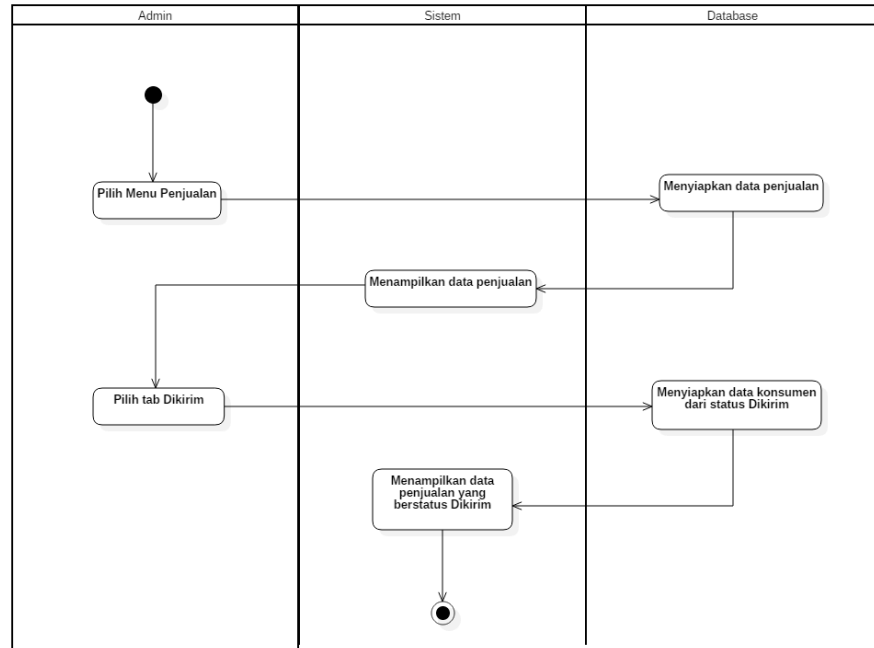 Admin
Sistem
Database
Pilih Menu Penjualan
Menyiapkan data penjualan
Menampilkan data penjualan
Pilih tab Dikirim
Menyiapkan data konsumen
dari status Dikirim
Menampilkan data
penjualan yang
berstatus Dikirim